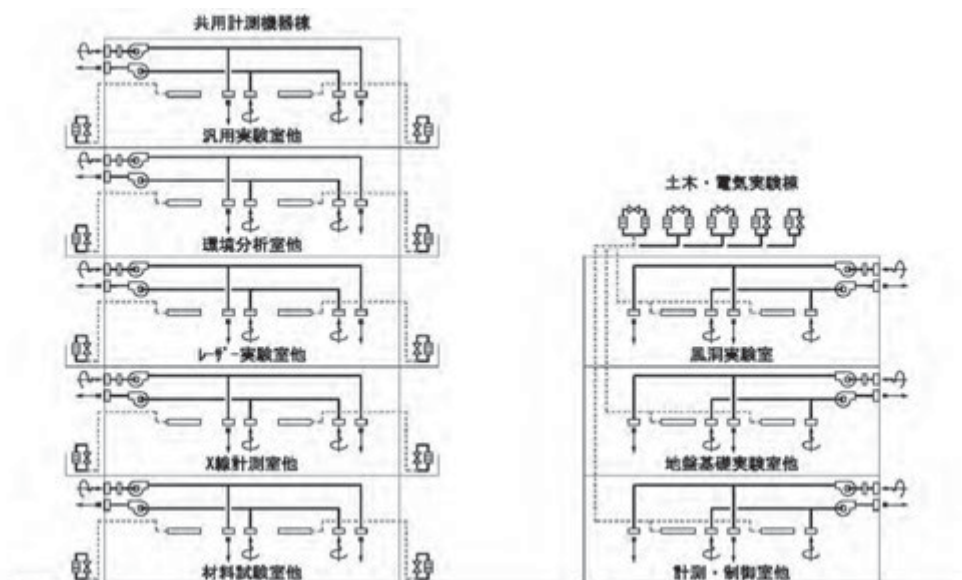 共用計測機器棟
汎用実験室他
環境分析室他
ﾚｰｻﾞｰ実験室他
X線計測室他
材料試験室他
土木・電気実験棟
風洞実験室
地盤基礎実験室他
計測・制御室他